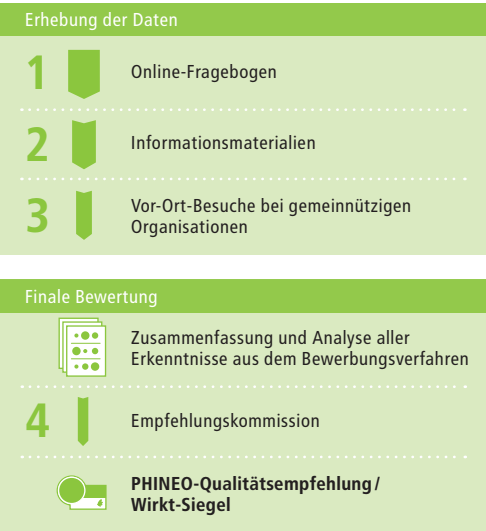 Erhebung der Daten
1 Online-Fragebogen
2 Informationsmaterialien
3 Vor-Ort-Besuche bei gemeinnützigen
Organisationen
Finale Bewertung
Zusammenfassung und Analyse aller
Erkenntnisse aus dem Bewerbungsverfahren
4 Empfehlungskommission
PHINEO-Qualitätsempfehlung /
Wirkt-Siegel